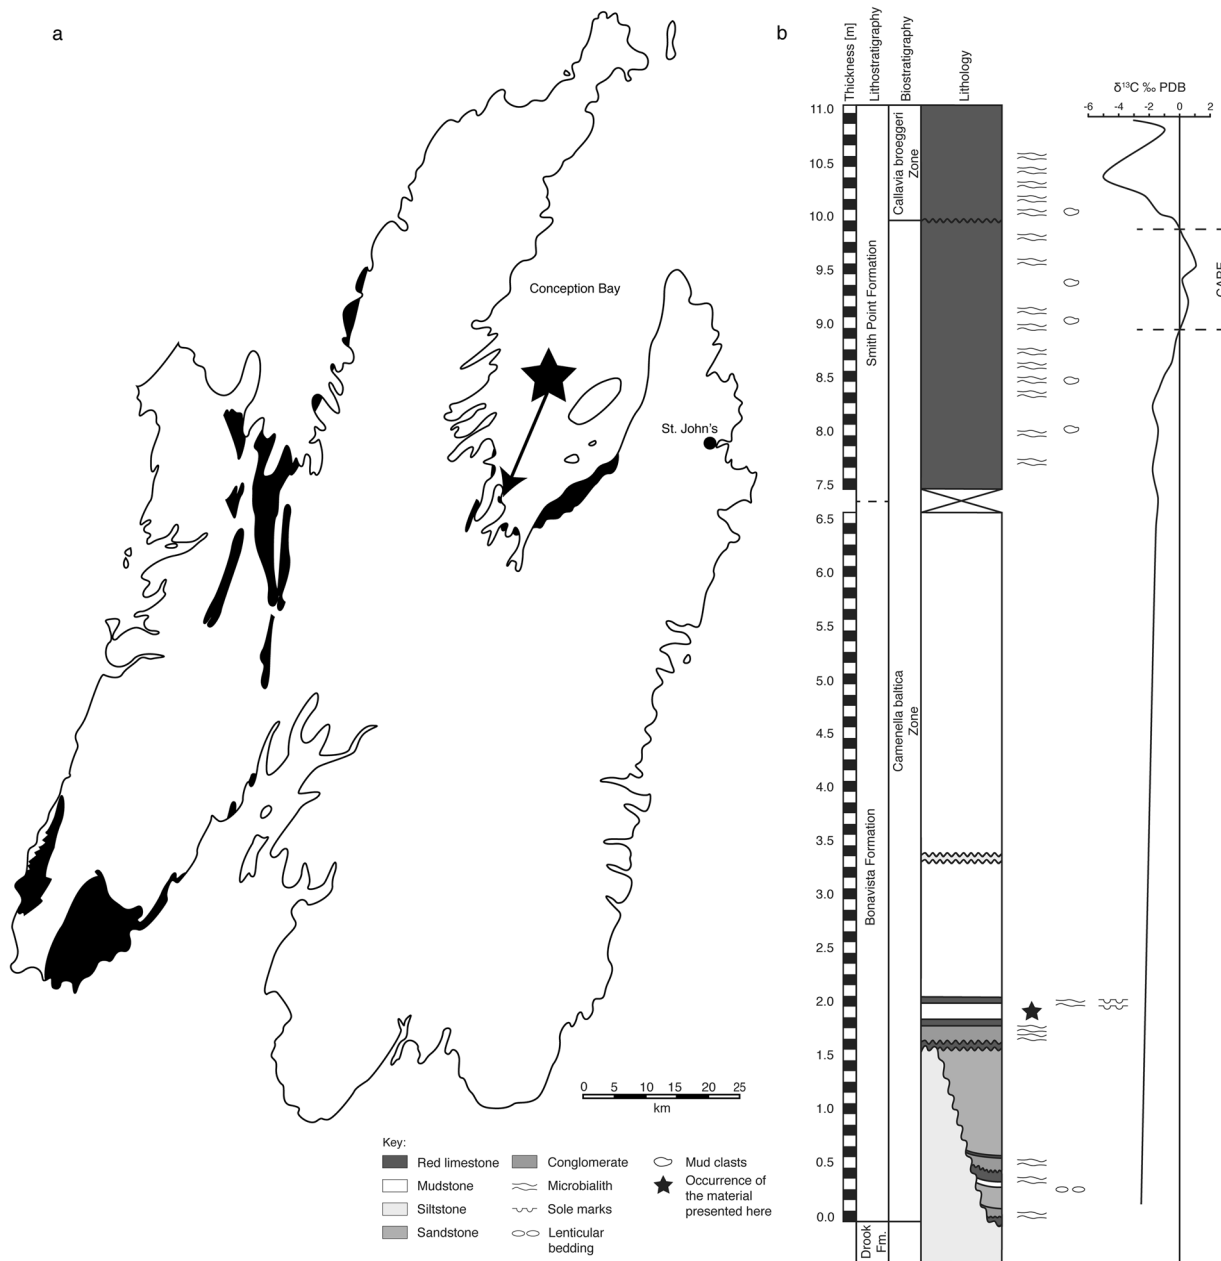 a
Conception Bay
St. John's
0 5 10 15 20 25
km
Key:
Red limestone
Mudstone
Siltstone
Sandstone
Conglomerate
Microbialith
Sole marks
Lenticular
bedding
Mud clasts
Occurrence of
the material
presented here
b
Thickness [m]
Lithostratigraphy
Biostratigraphy
Lithology
δ¹³C ‰ PDB
-6 -4 -2 0 2
11.0
10.5
10.0
9.5
9.0
8.5
8.0
7.5
6.5
6.0
5.5
5.0
4.5
4.0
3.5
3.0
2.5
2.0
1.5
1.0
0.5
0.0
Smith Point Formation
Bonavista Formation
Drook
Fm.
Callavia broeggeri
Zone
Camenella baltica
Zone
CARE